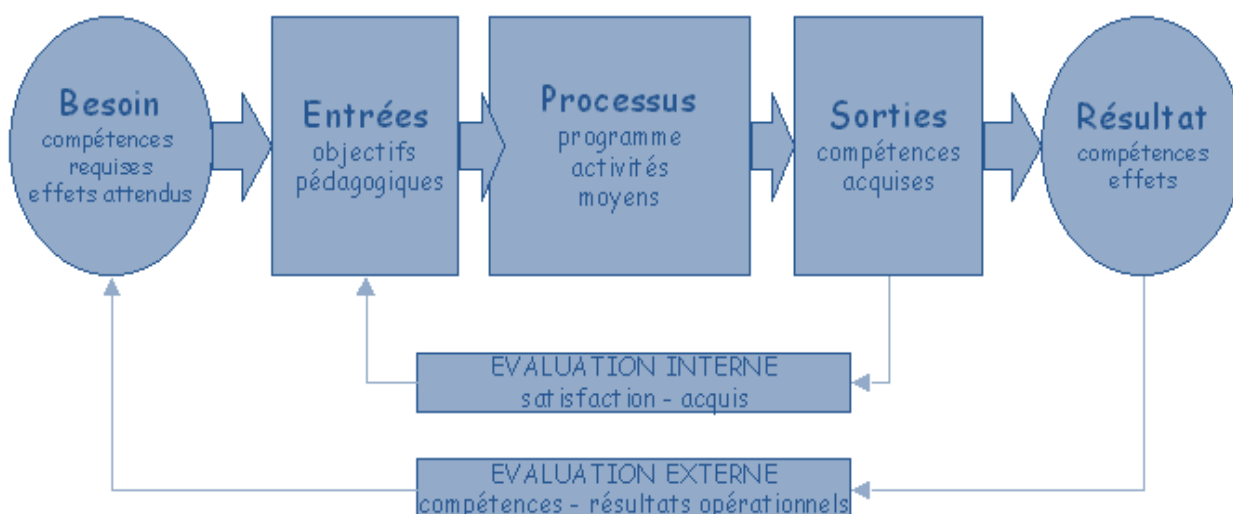 Besoin
compétences
requises
effets attendus
Entrées
objectifs
pédagogiques
Processus
programme
activités
moyens
Sorties
compétences
acquises
Résultat
compétences
effets
EVALUATION INTERNE
satisfaction - acquis
EVALUATION EXTERNE
compétences - résultats opérationnels